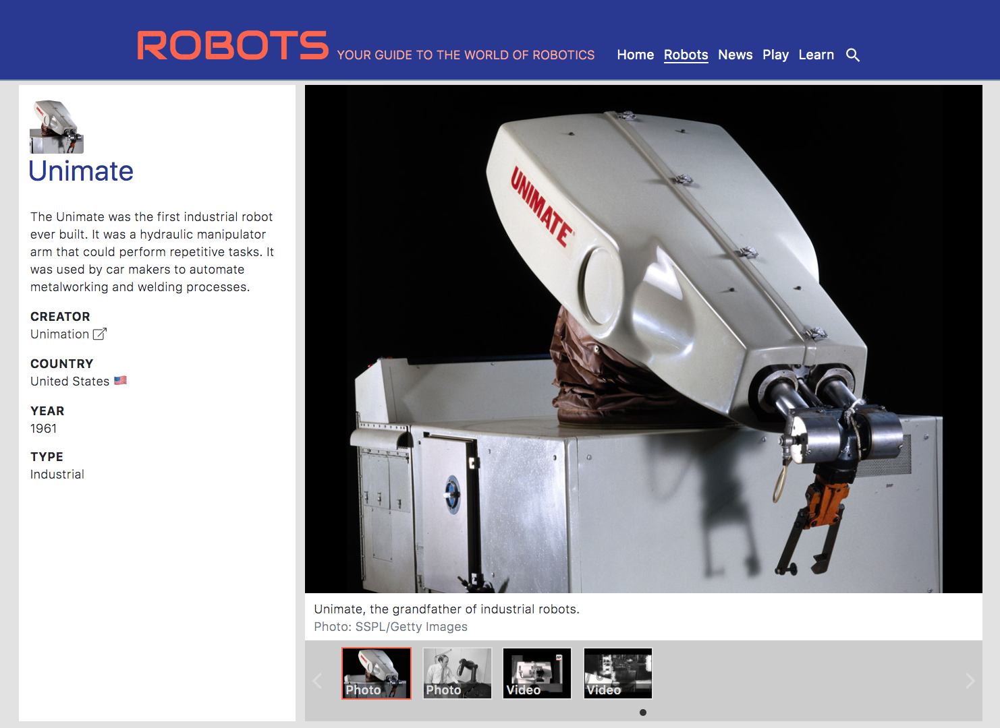 ROBOTS YOUR GUIDE TO THE WORLD OF ROBOTICS Home Robots News Play Learn
Unimate
The Unimate was the first industrial robot
ever built. It was a hydraulic manipulator
arm that could perform repetitive tasks. It
was used by car makers to automate
metalworking and welding processes.
CREATOR
Unimation
COUNTRY
United States
YEAR
1961
TYPE
Industrial
UNIMATE
Unimate, the grandfather of industrial robots.
Photo: SSPL/Getty Images
Photo
Photo
AP
Video
Video